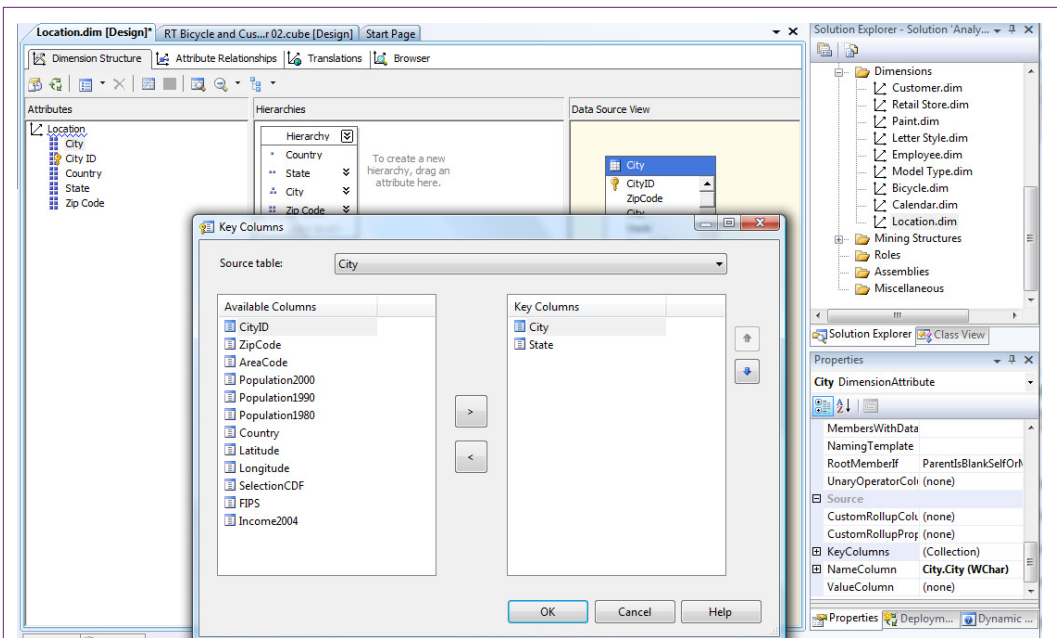 Location.dim [Design]*
RT Bicycle and Cus...r 02.cube [Design]
Start Page
Dimension Structure
Attribute Relationships
Translations
Browser
Attributes
Location
City
City ID
Country
State
Zip Code
Hierarchies
Hierarchy
Country
State
City
Zip Code
To create a new
hierarchy, drag an
attribute here.
Data Source View
City
CityID
ZipCode
City
Key Columns
Source table:
City
Available Columns
CityID
ZipCode
AreaCode
Population2000
Population1990
Population1980
Country
Latitude
Longitude
SelectionCDF
FIPS
Income2004
>
<
Key Columns
City
State
OK
Cancel
Help
Solution Explorer - Solution 'Analy...
Dimensions
Customer.dim
Retail Store.dim
Paint.dim
Letter Style.dim
Employee.dim
Model Type.dim
Bicycle.dim
Calendar.dim
Location.dim
Mining Structures
Roles
Assemblies
Miscellaneous
Solution Explorer
Class View
Properties
City DimensionAttribute
MembersWithData
NamingTemplate
RootMemberIf ParentIsBlankSelfOrM
UnaryOperatorColu (none)
Source
CustomRollupColu (none)
CustomRollupProp (none)
KeyColumns (Collection)
NameColumn City.City (WChar)
ValueColumn (none)
Properties
Deploym...
Dynamic ...